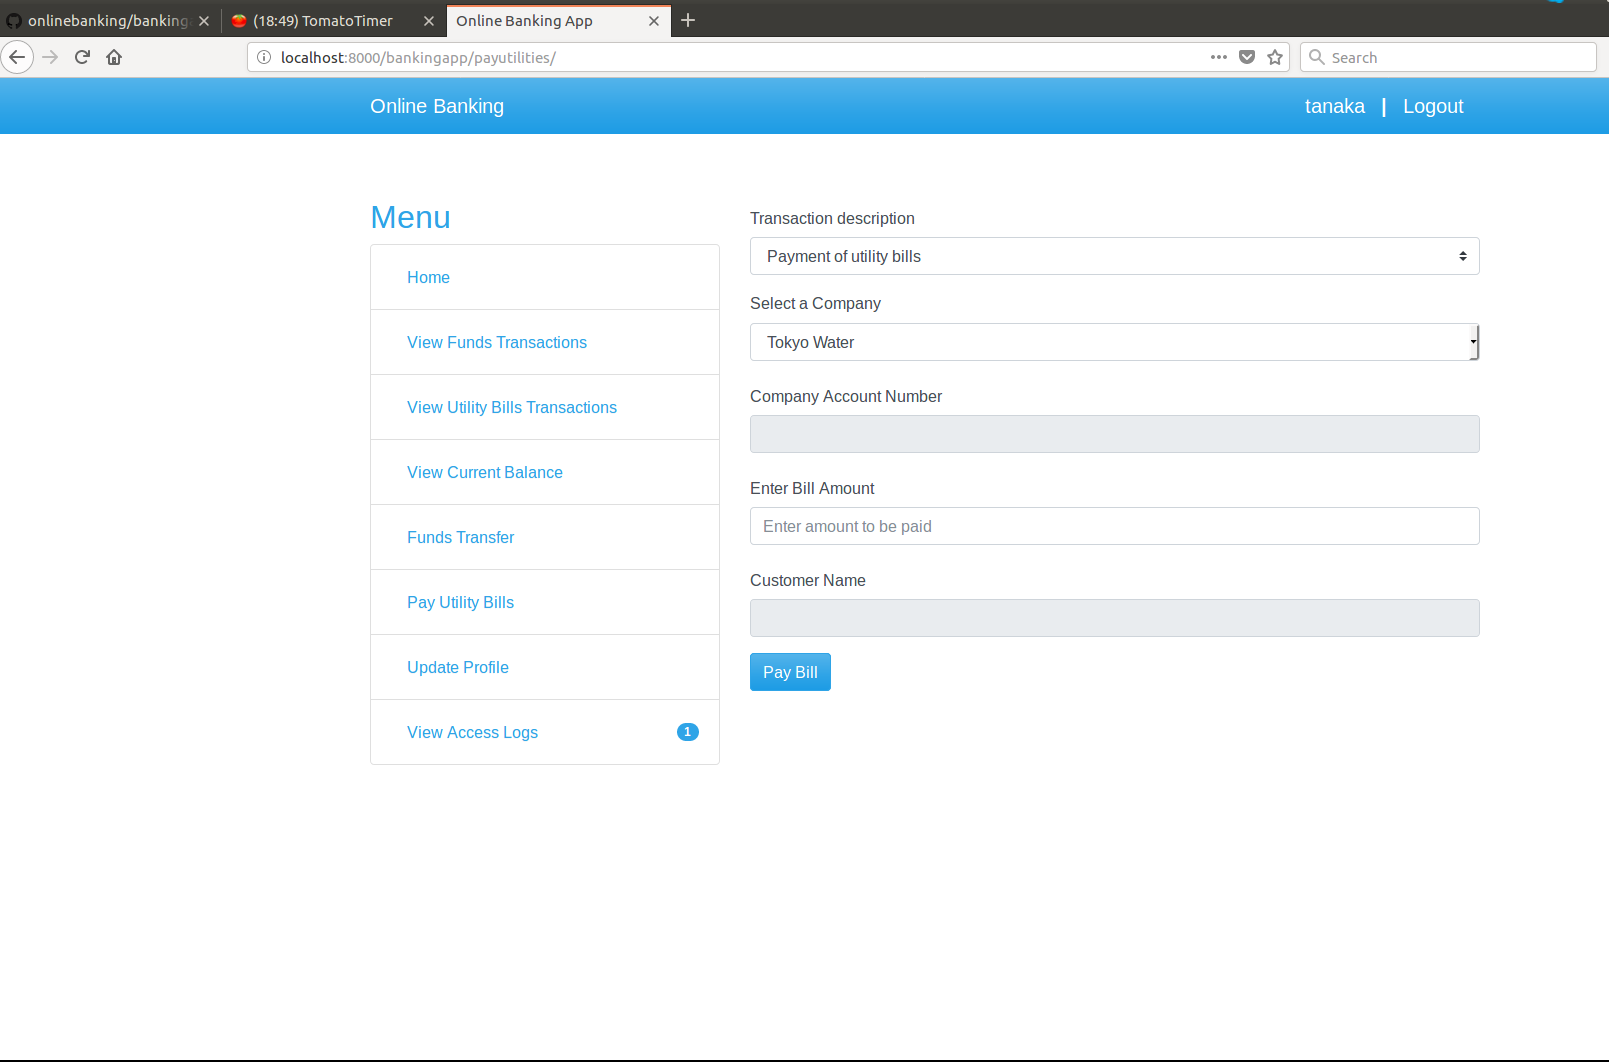 onlinebanking/banking
(18:49) TomatoTimer
Online Banking App
localhost:8000/bankingapp/payutilities/
Search
Online Banking
tanaka | Logout
Menu
Home
View Funds Transactions
View Utility Bills Transactions
View Current Balance
Funds Transfer
Pay Utility Bills
Update Profile
View Access Logs 1
Transaction description
Payment of utility bills
Select a Company
Tokyo Water
Company Account Number
Enter Bill Amount
Enter amount to be paid
Customer Name
Pay Bill